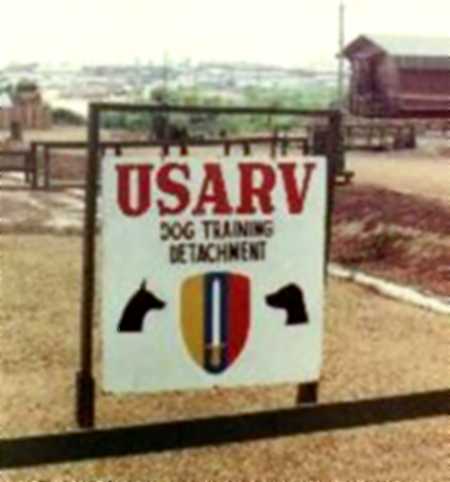 USARV
DOG TRAINING
DETACHMENT